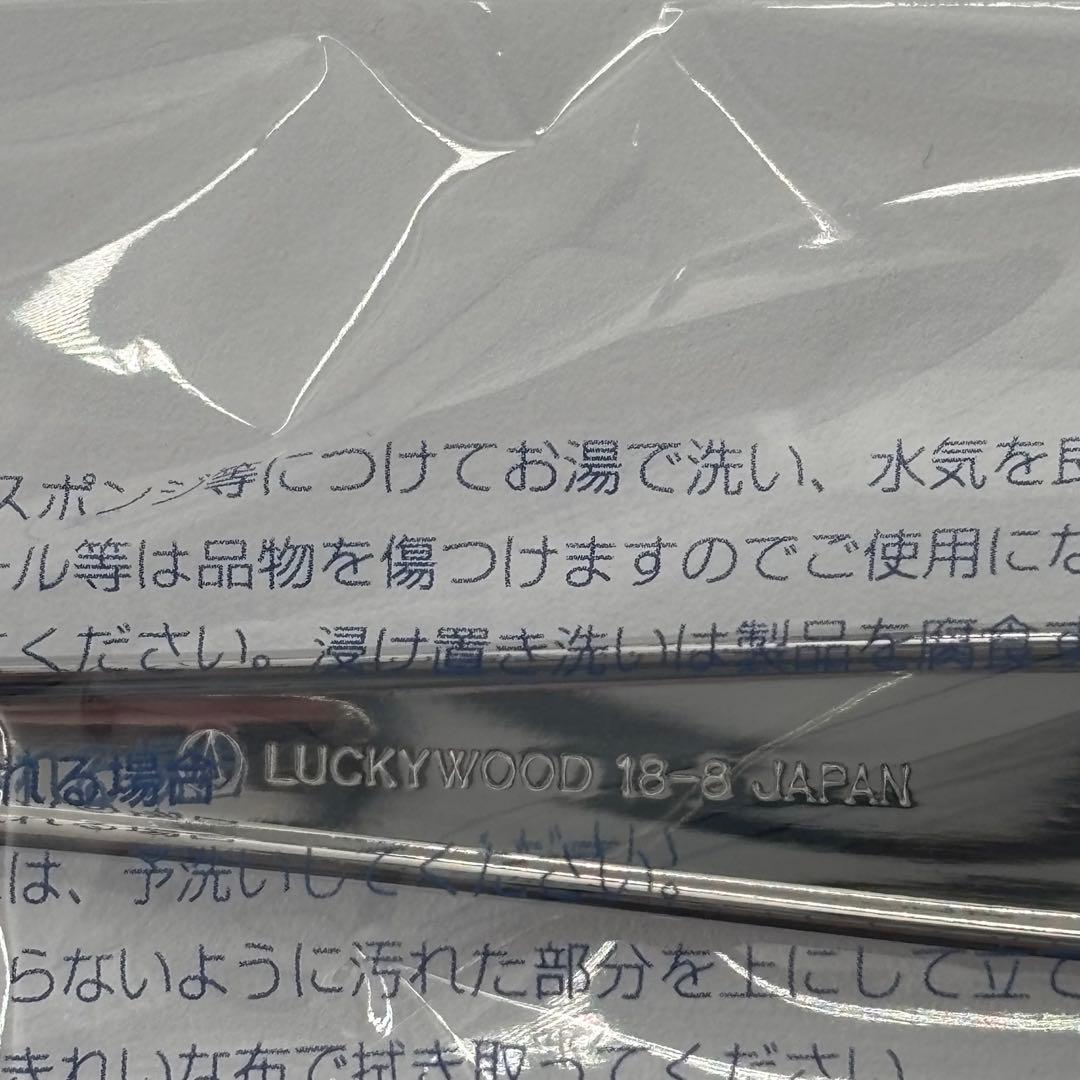 スポンジ等につけてお湯で洗い、水気を良
ール等は品物を傷つけますのでご使用にな
ください。浸け置き洗いは製品を腐食す
LUCKYWOOD 18-8 JAPAN
れる場合
は、予洗いしてください。
らないように汚れた部分を上にして立て
きれいな布で拭き取ってください